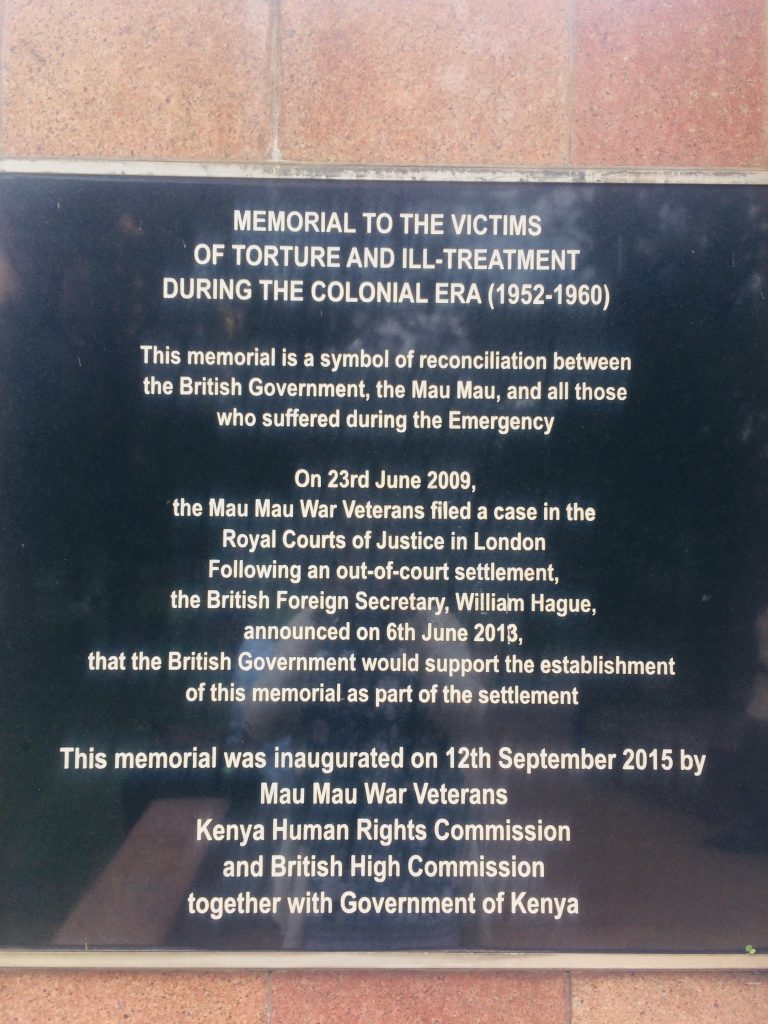 MEMORIAL TO THE VICTIMS
OF TORTURE AND ILL-TREATMENT
DURING THE COLONIAL ERA (1952-1960)
This memorial is a symbol of reconciliation between
the British Government, the Mau Mau, and all those
who suffered during the Emergency
On 23rd June 2009,
the Mau Mau War Veterans filed a case in the
Royal Courts of Justice in London
Following an out-of-court settlement,
the British Foreign Secretary, William Hague,
announced on 6th June 2013,
that the British Government would support the establishment
of this memorial as part of the settlement
This memorial was inaugurated on 12th September 2015 by
Mau Mau War Veterans
Kenya Human Rights Commission
and British High Commission
together with Government of Kenya